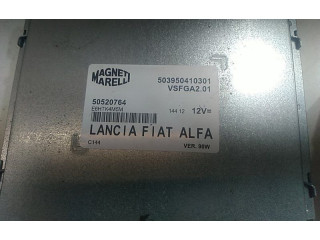 MAGNETI MARELLI
503950410301
VSFGA2.01
50520764
144 12 12V=
LANCIA FIAT ALFA
C144 VER. 98W